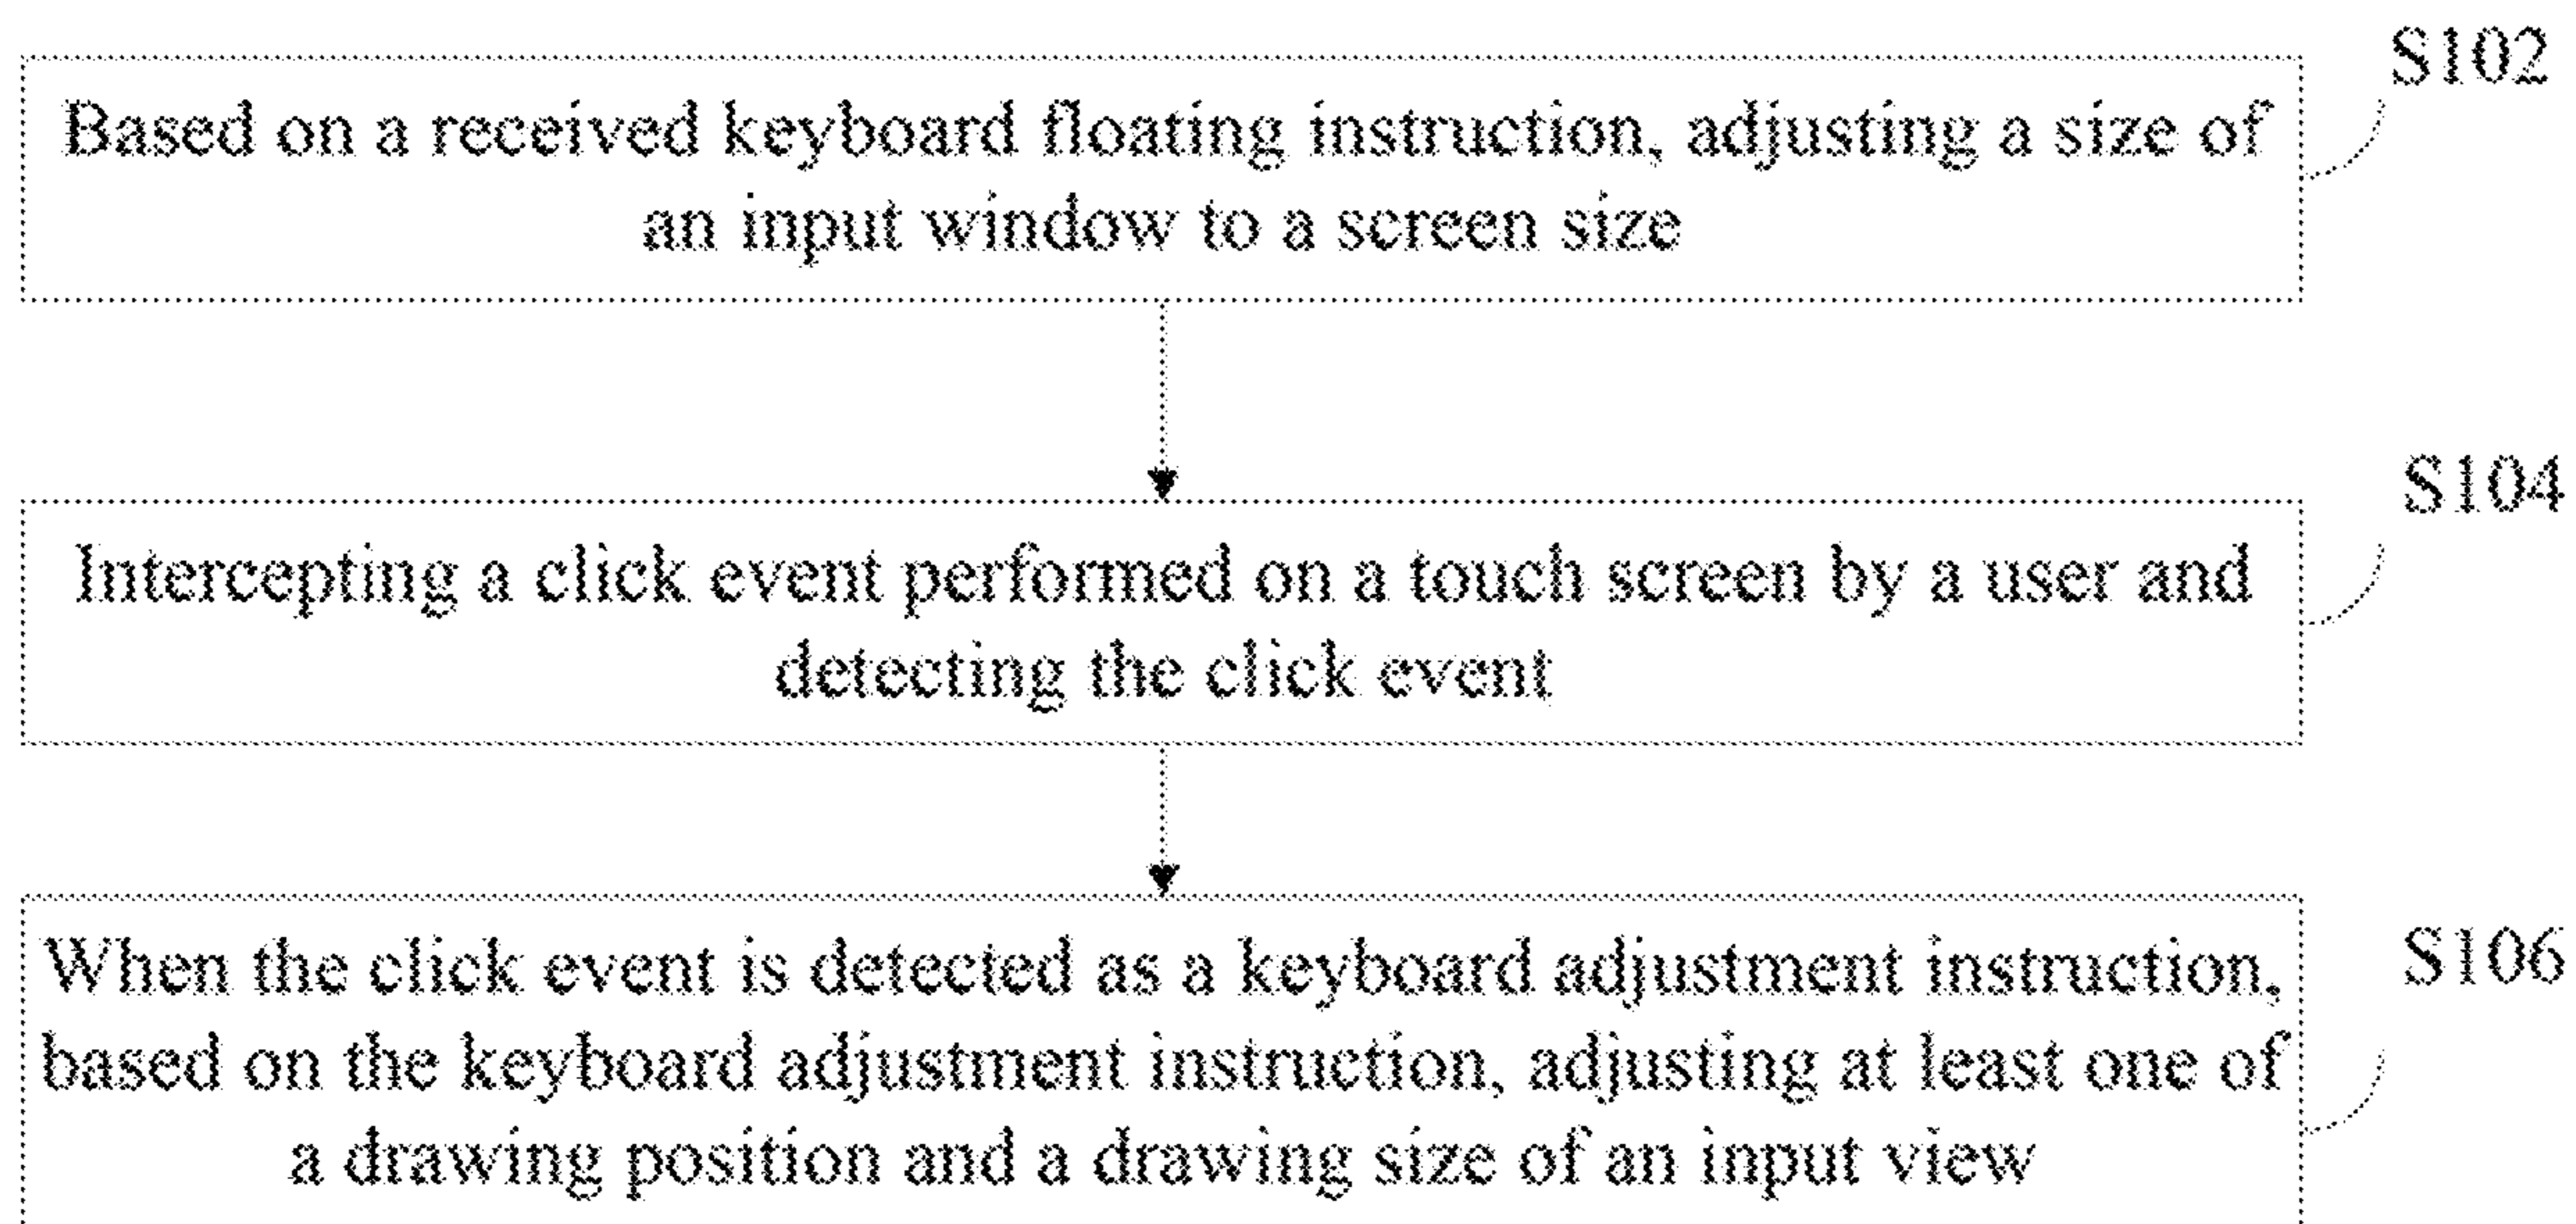 S102
Based on a received keyboard floating instruction, adjusting a size of
an input window to a screen size
S104
Intercepting a click event performed on a touch screen by a user and
detecting the click event
S106
When the click event is detected as a keyboard adjustment instruction,
based on the keyboard adjustment instruction, adjusting at least one of
a drawing position and a drawing size of an input view